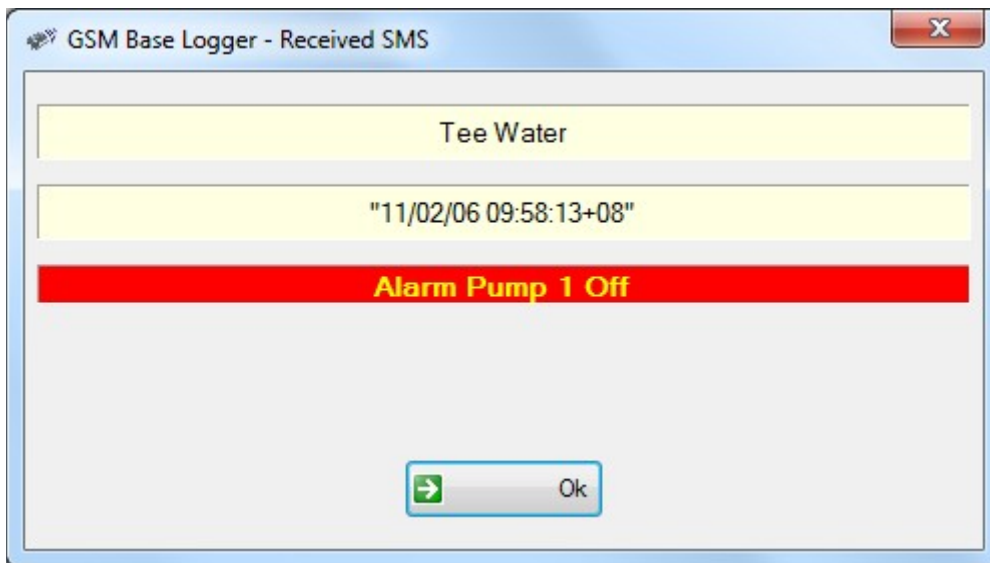 GSM Base Logger - Received SMS
Tee Water
"11/02/06 09:58:13+08"
Alarm Pump 1 Off
Ok